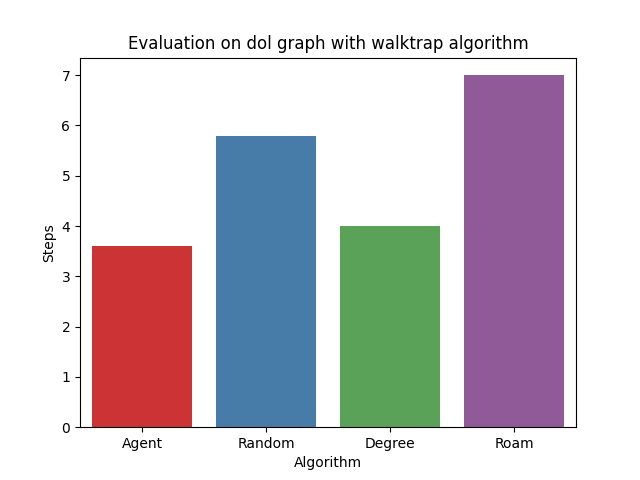 Evaluation on dol graph with walktrap algorithm
7
6
5
4
3
2
1
0
Steps
Agent Random Degree Roam
Algorithm